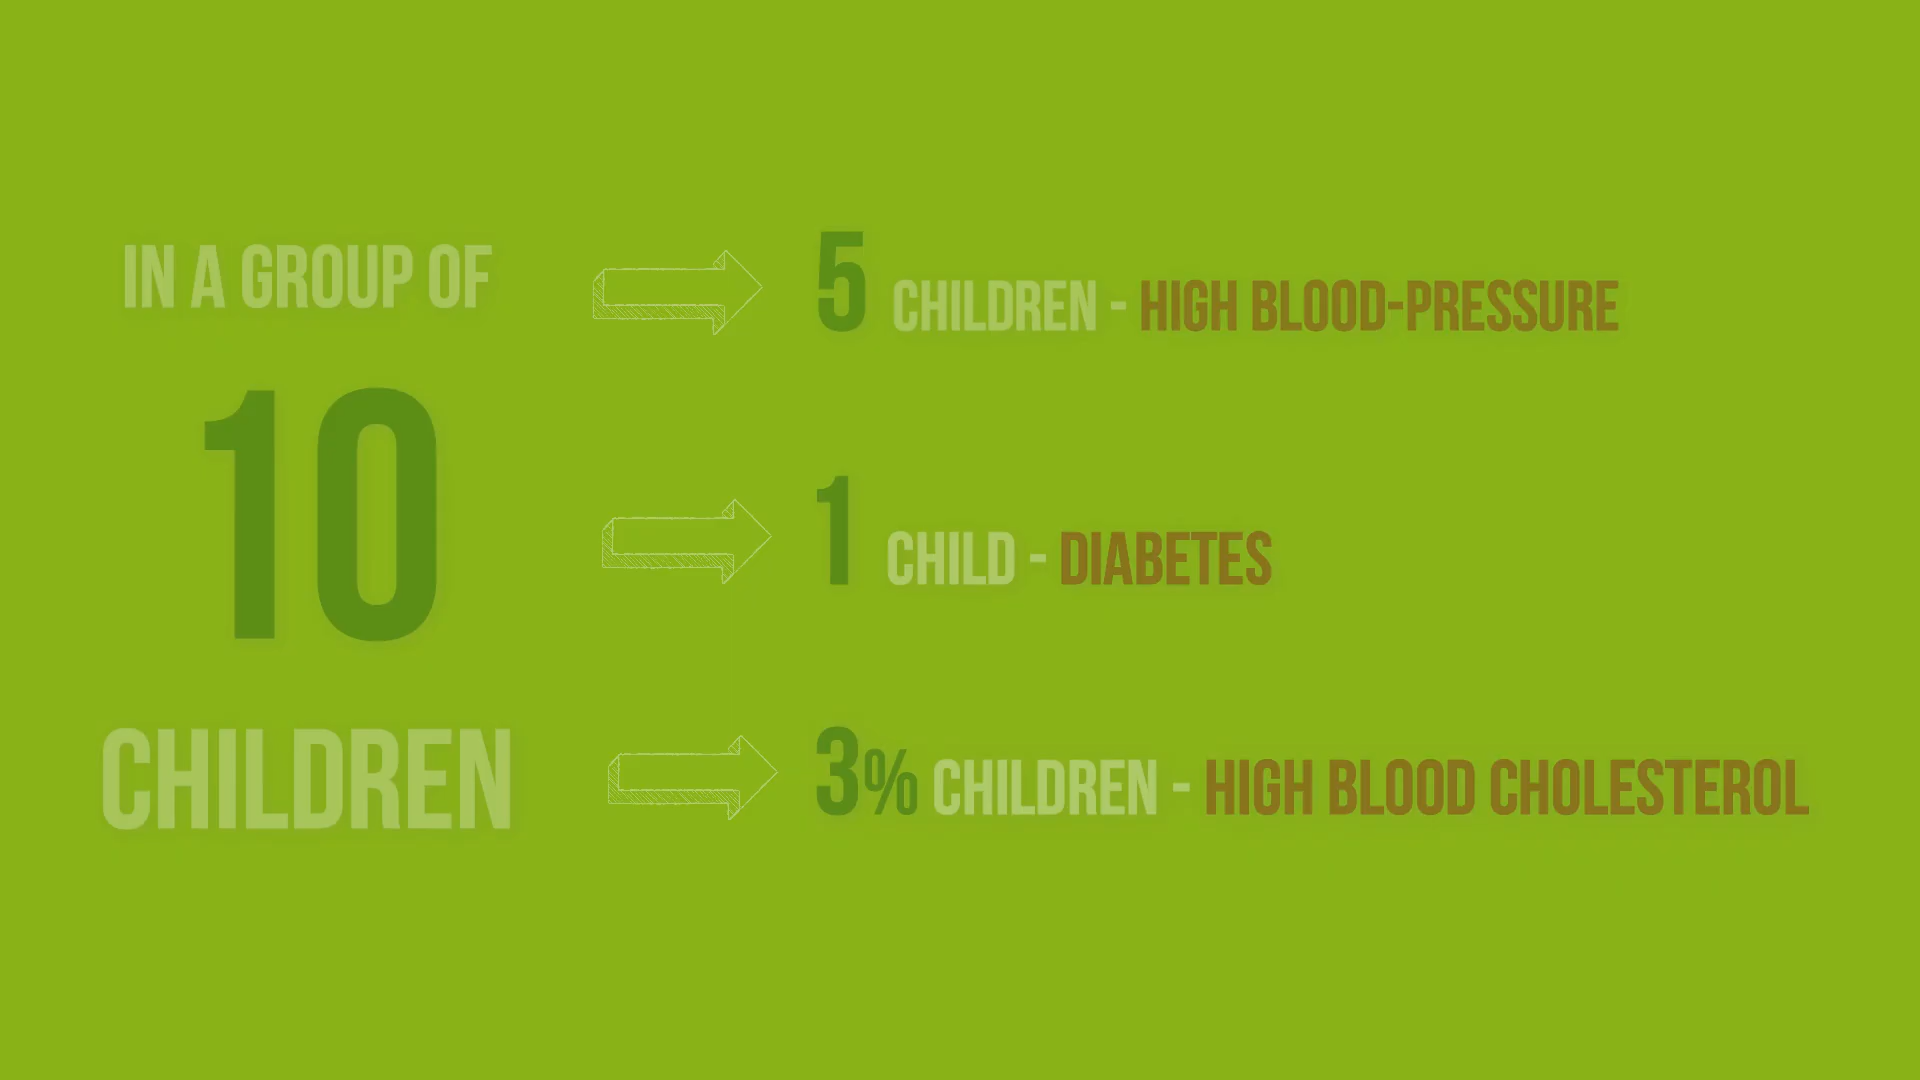 IN A GROUP OF
10
CHILDREN
5 CHILDREN - HIGH BLOOD-PRESSURE
1 CHILD - DIABETES
3% CHILDREN - HIGH BLOOD CHOLESTEROL